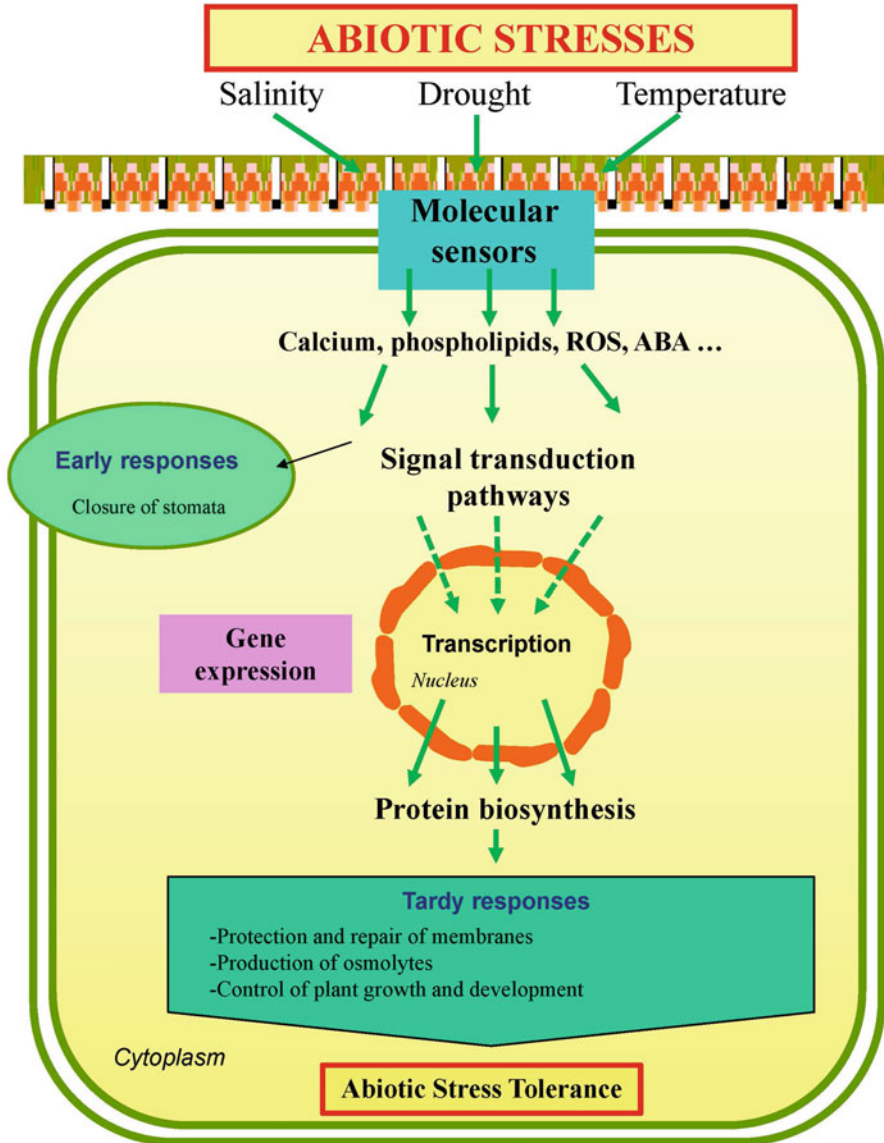 ABIOTIC STRESSES
Salinity Drought Temperature
Molecular
sensors
Calcium, phospholipids, ROS, ABA …
Early responses
Closure of stomata
Signal transduction
pathways
Gene
expression
Transcription
Nucleus
Protein biosynthesis
Tardy responses
-Protection and repair of membranes
-Production of osmolytes
-Control of plant growth and development
Cytoplasm
Abiotic Stress Tolerance